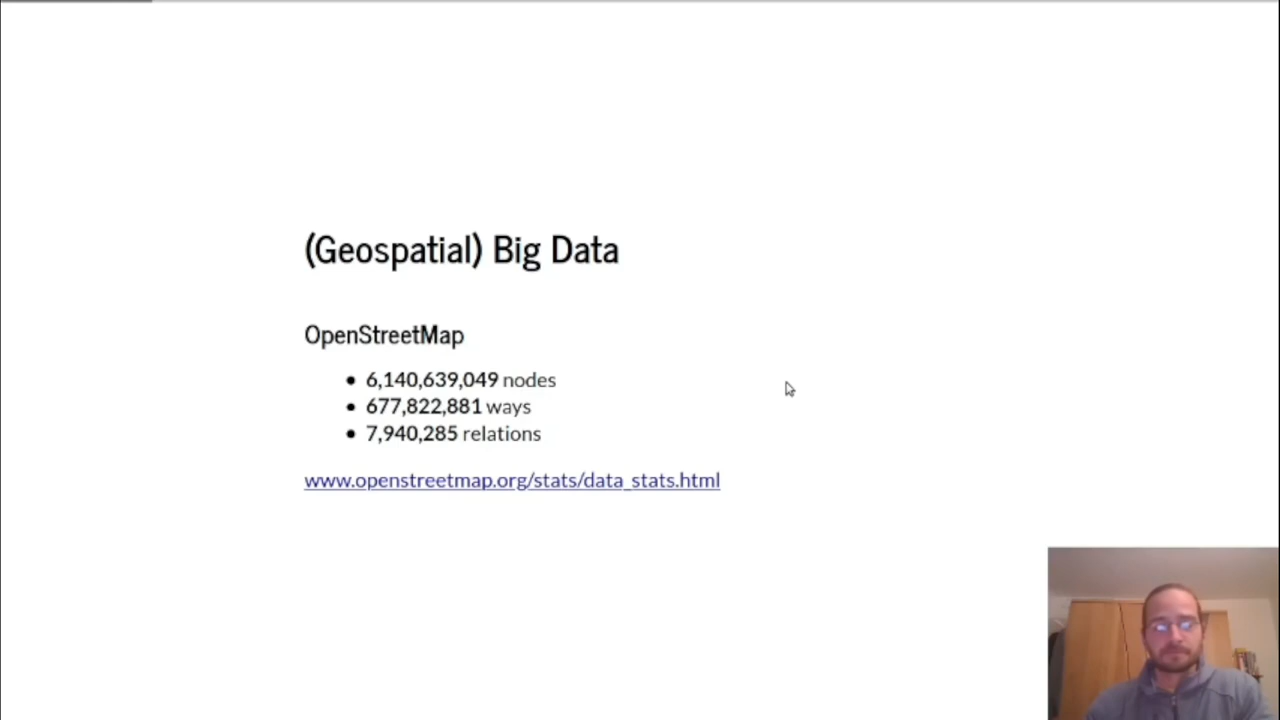 (Geospatial) Big Data
OpenStreetMap
6,140,639,049 nodes
677,822,881 ways
7,940,285 relations
www.openstreetmap.org/stats/data_stats.html